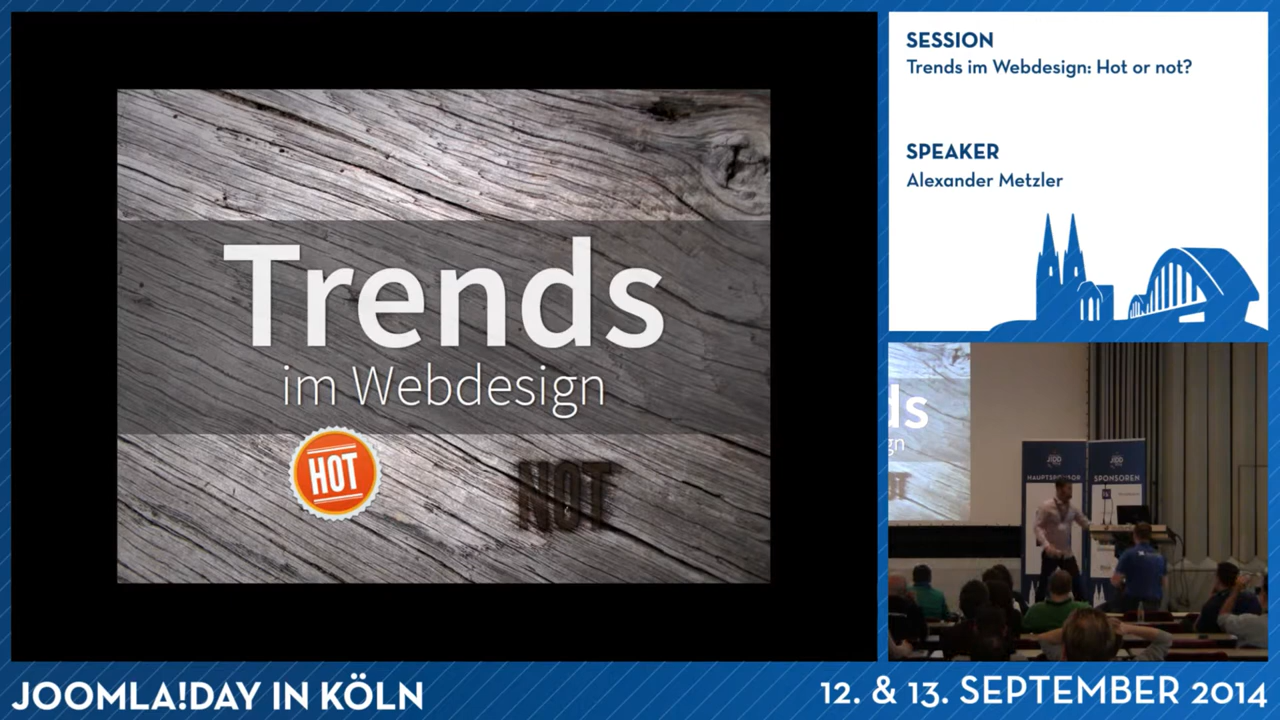 Trends
im Webdesign
HOT
NOT
SESSION
Trends im Webdesign: Hot or not?
SPEAKER
Alexander Metzler
ds
gn
HAUPTSPONSOR
SPONSOREN
JOOMLA!DAY IN KÖLN
12. & 13. SEPTEMBER 2014